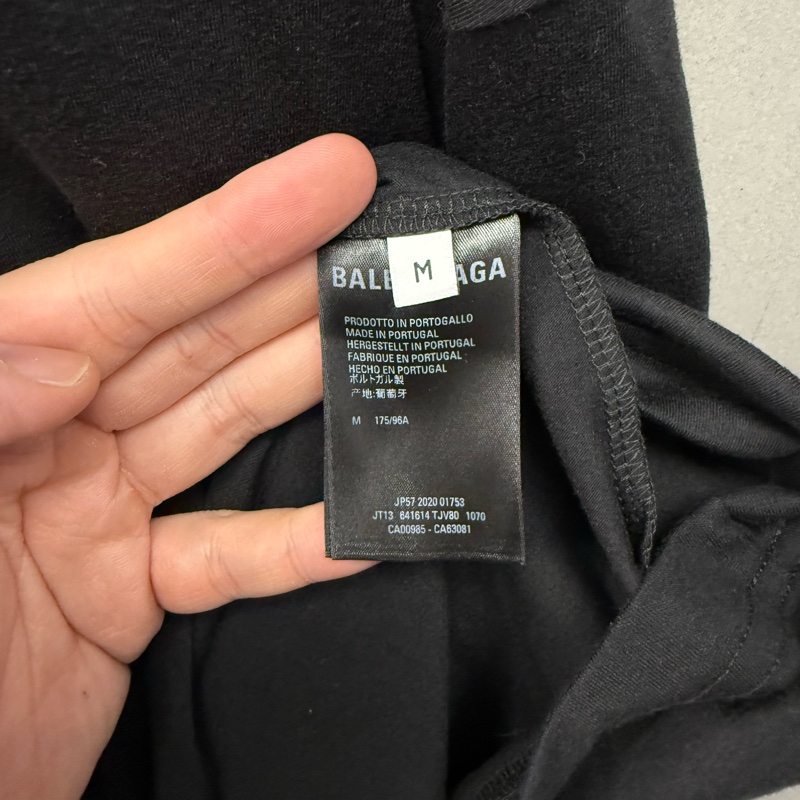 BALE AGA
M
PRODOTTO IN PORTOGALLO
MADE IN PORTUGAL
HERGESTELLT IN PORTUGAL
FABRIQUE EN PORTUGAL
HECHO EN PORTUGAL
ポルトガル製
产地:葡萄牙
M 175/96A
JP57 2020 01753
JT13 641614 TJV80 1070
CA00985 - CA63081